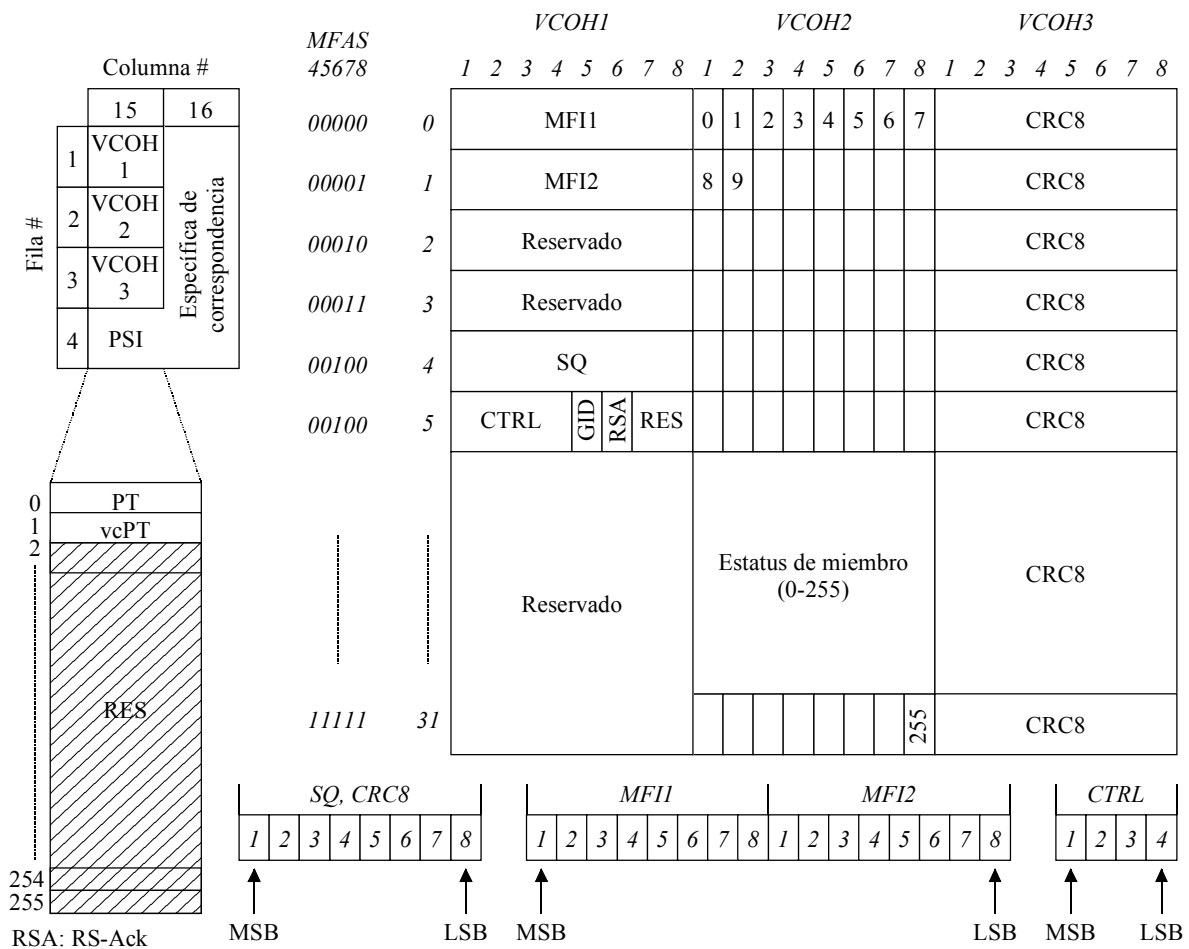 VCOH1 VCOH2 VCOH3
MFAS
45678 1 2 3 4 5 6 7 8 1 2 3 4 5 6 7 8 1 2 3 4 5 6 7 8
Columna #
15 16
Fila #
1 VCOH 1
2 VCOH 2
3 VCOH 3
4 PSI
Específica de correspondencia
00000 0 MFI1 0 1 2 3 4 5 6 7 CRC8
00001 1 MFI2 8 9 CRC8
00010 2 Reservado CRC8
00011 3 Reservado CRC8
00100 4 SQ CRC8
00100 5 CTRL GID RSA RES CRC8
Reservado
Estatus de miembro
(0-255)
CRC8
11111 31 255 CRC8
0 PT
1 vcPT
2
RES
254
255
SQ, CRC8 MFI1 MFI2 CTRL
1 2 3 4 5 6 7 8 1 2 3 4 5 6 7 8 1 2 3 4 5 6 7 8 1 2 3 4
MSB LSB MSB LSB MSB LSB
RSA: RS-Ack